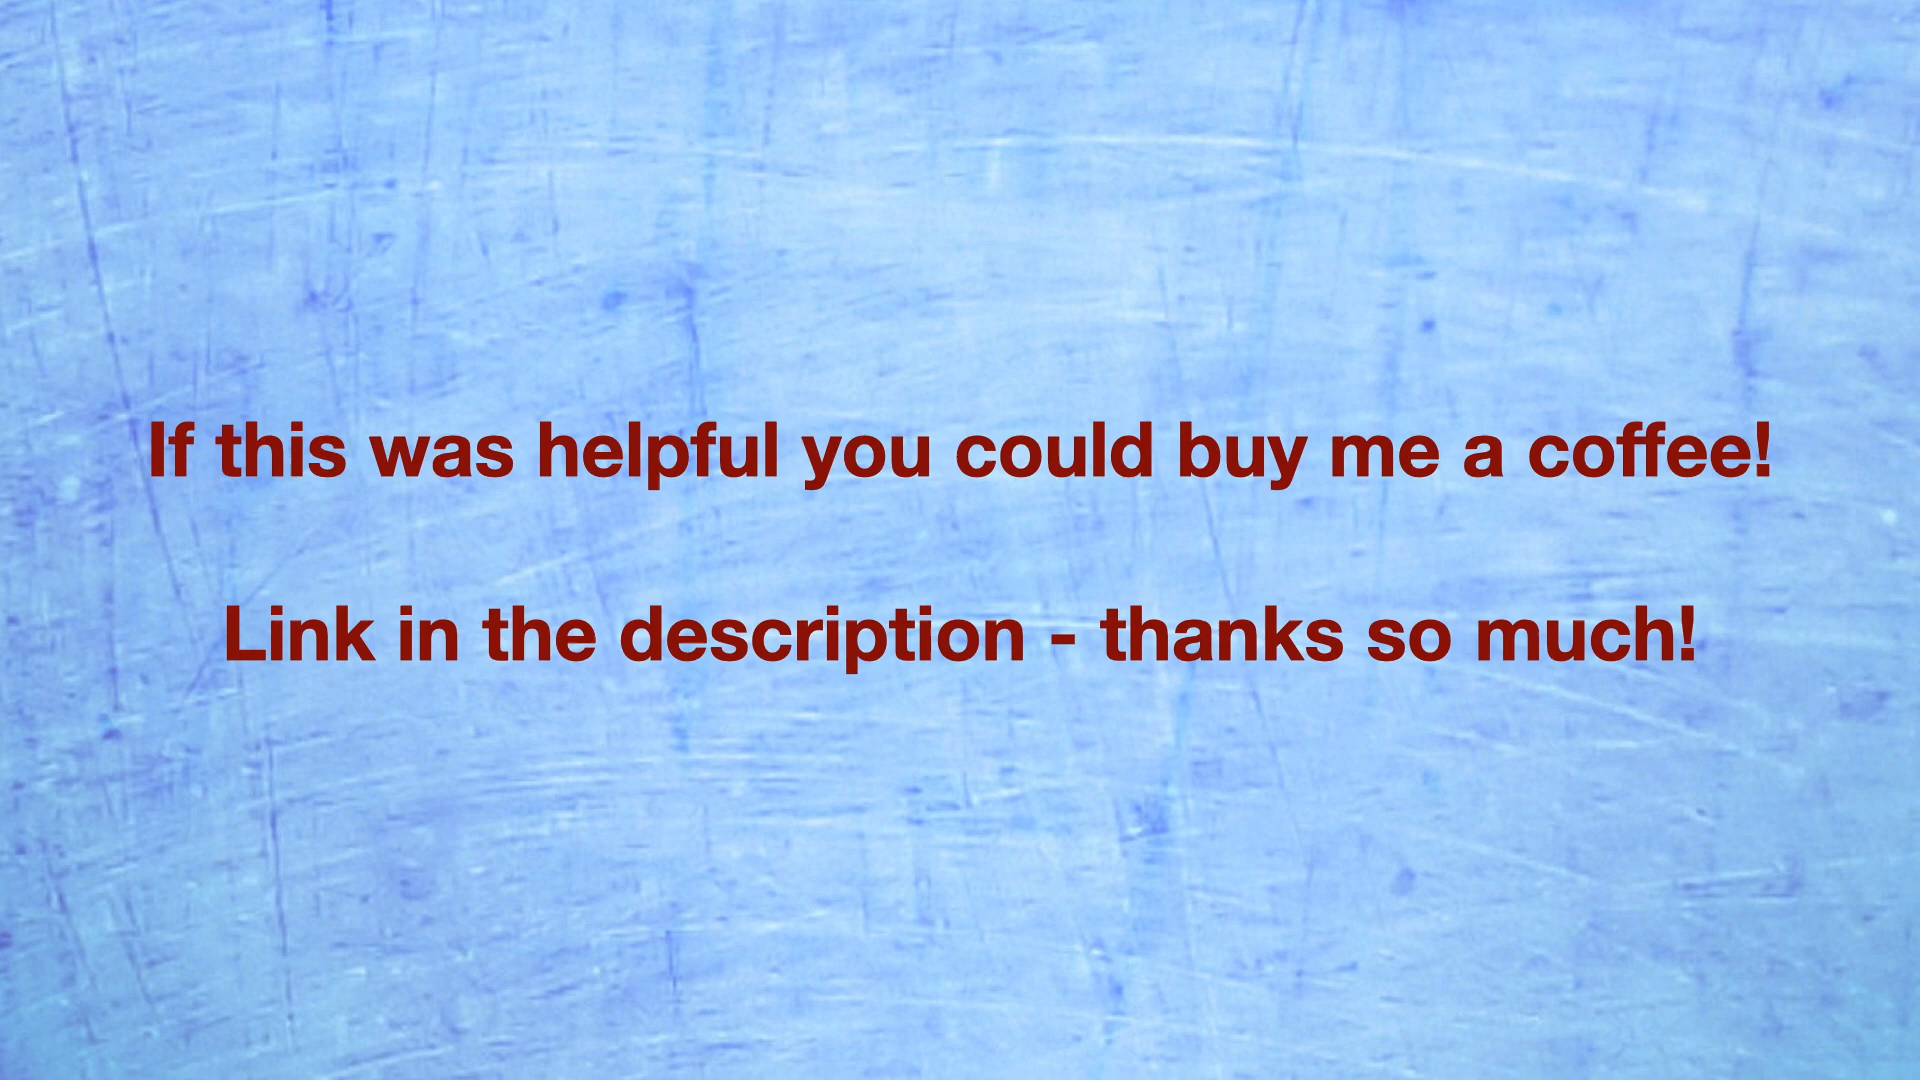 If this was helpful you could buy me a coffee!
Link in the description - thanks so much!